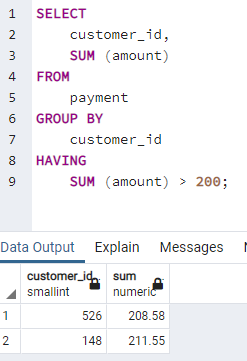 1 SELECT
2 customer_id,
3 SUM (amount)
4 FROM
5 payment
6 GROUP BY
7 customer_id
8 HAVING
9 SUM (amount) > 200;
Data Output Explain Messages
customer_id sum
smallint numeric
1 526 208.58
2 148 211.55